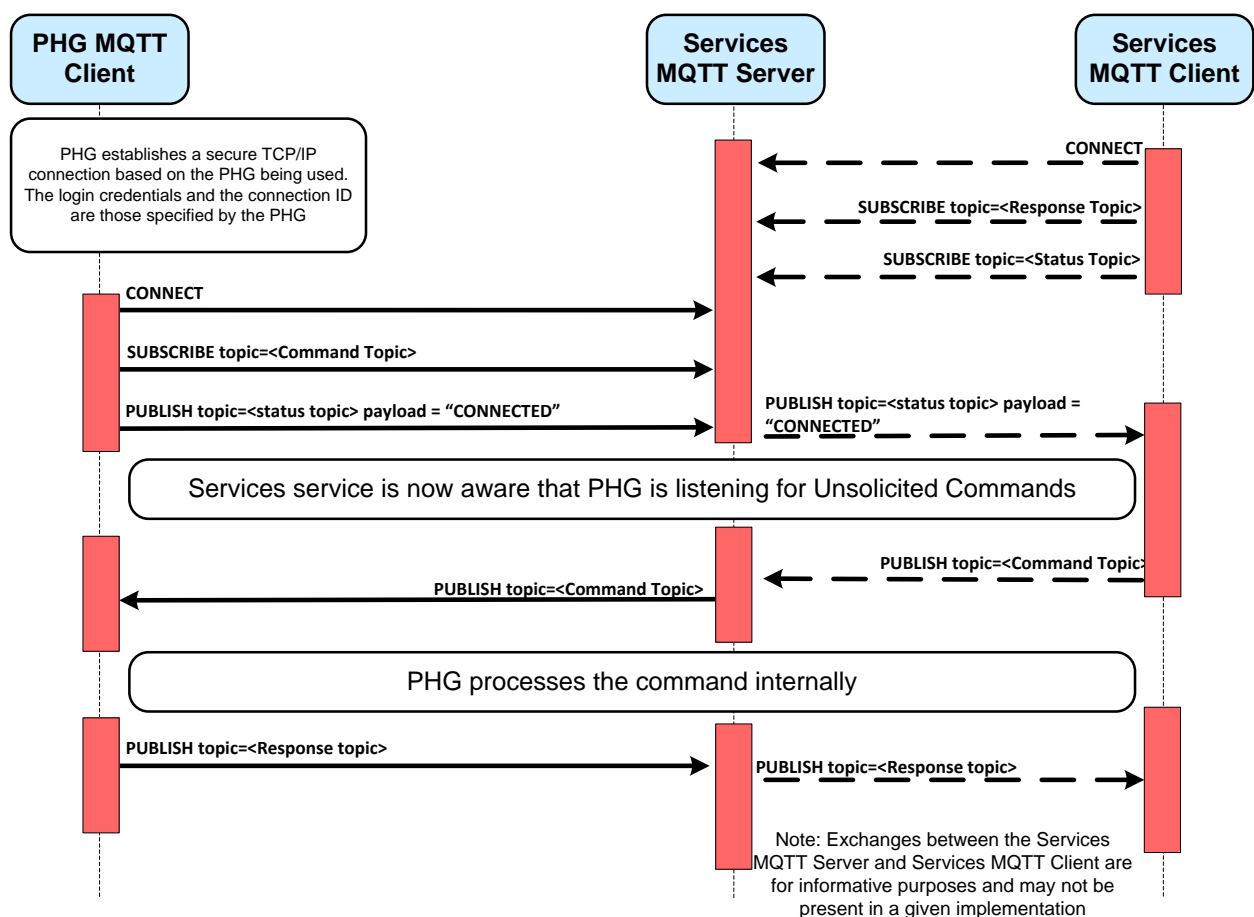 PHG MQTT
Client
Services
MQTT Server
Services
MQTT Client
PHG establishes a secure TCP/IP
connection based on the PHG being used.
The login credentials and the connection ID
are those specified by the PHG
CONNECT
SUBSCRIBE topic=<Response Topic>
SUBSCRIBE topic=<Status Topic>
CONNECT
SUBSCRIBE topic=<Command Topic>
PUBLISH topic=<status topic> payload = “CONNECTED”
PUBLISH topic=<status topic> payload =
“CONNECTED”
Services service is now aware that PHG is listening for Unsolicited Commands
PUBLISH topic=<Command Topic>
PUBLISH topic=<Command Topic>
PHG processes the command internally
PUBLISH topic=<Response topic>
PUBLISH topic=<Response topic>
Note: Exchanges between the Services
MQTT Server and Services MQTT Client are
for informative purposes and may not be
present in a given implementation